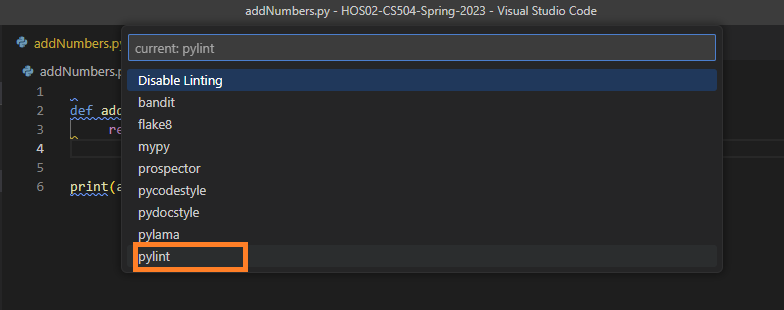 addNumbers.py - HOS02-CS504-Spring-2023 - Visual Studio Code
addNumbers.py
current: pylint
addNumbers.p
Disable Linting
1
bandit
2 def add
flake8
3 re
mypy
4
prospector
5
pycodestyle
6 print(a
pydocstyle
pylama
pylint